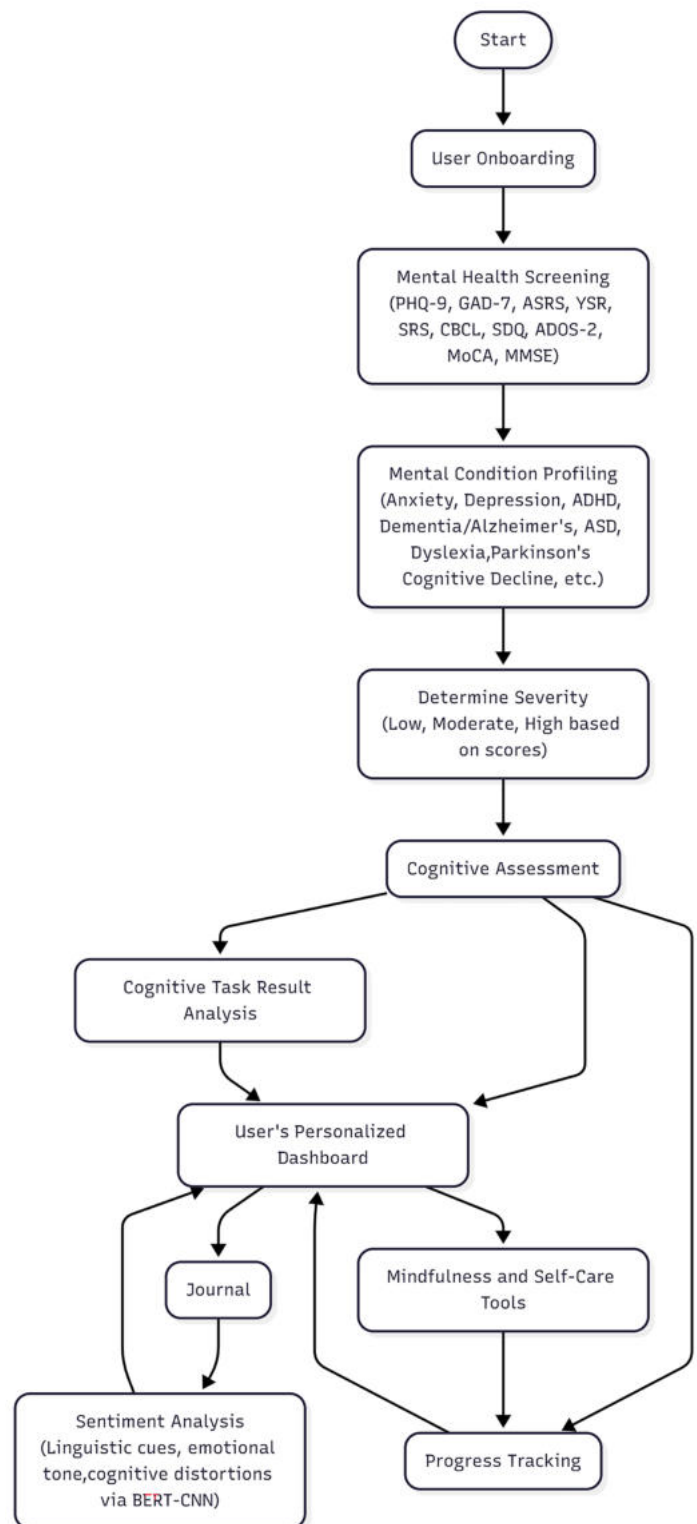 Start
User Onboarding
Mental Health Screening
(PHQ-9, GAD-7, ASRS, YSR,
SRS, CBCL, SDQ, ADOS-2,
MoCA, MMSE)
Mental Condition Profiling
(Anxiety, Depression, ADHD,
Dementia/Alzheimer's, ASD,
Dyslexia,Parkinson's
Cognitive Decline, etc.)
Determine Severity
(Low, Moderate, High based
on scores)
Cognitive Assessment
Cognitive Task Result
Analysis
User's Personalized
Dashboard
Journal
Mindfulness and Self-Care
Tools
Sentiment Analysis
(Linguistic cues, emotional
tone,cognitive distortions
via BERT-CNN)
Progress Tracking